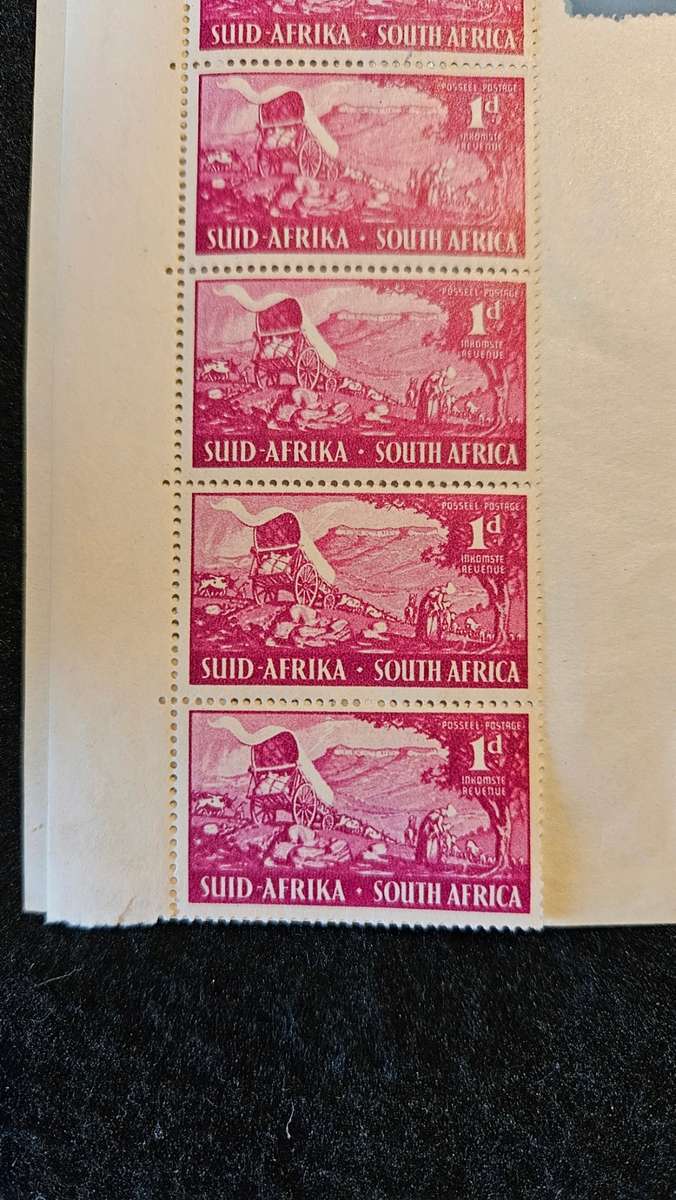 SUID-AFRIKA · SOUTH AFRICA
POSSEEL-POSTAGE
1d
INKOMSTE
REVENUE
SUID-AFRIKA · SOUTH AFRICA
POSSEEL-POSTAGE
1d
INKOMSTE
REVENUE
SUID-AFRIKA · SOUTH AFRICA
POSSEEL-POSTAGE
1d
INKOMSTE
REVENUE
SUID-AFRIKA · SOUTH AFRICA
POSSEEL-POSTAGE
1d
INKOMSTE
REVENUE
SUID-AFRIKA · SOUTH AFRICA